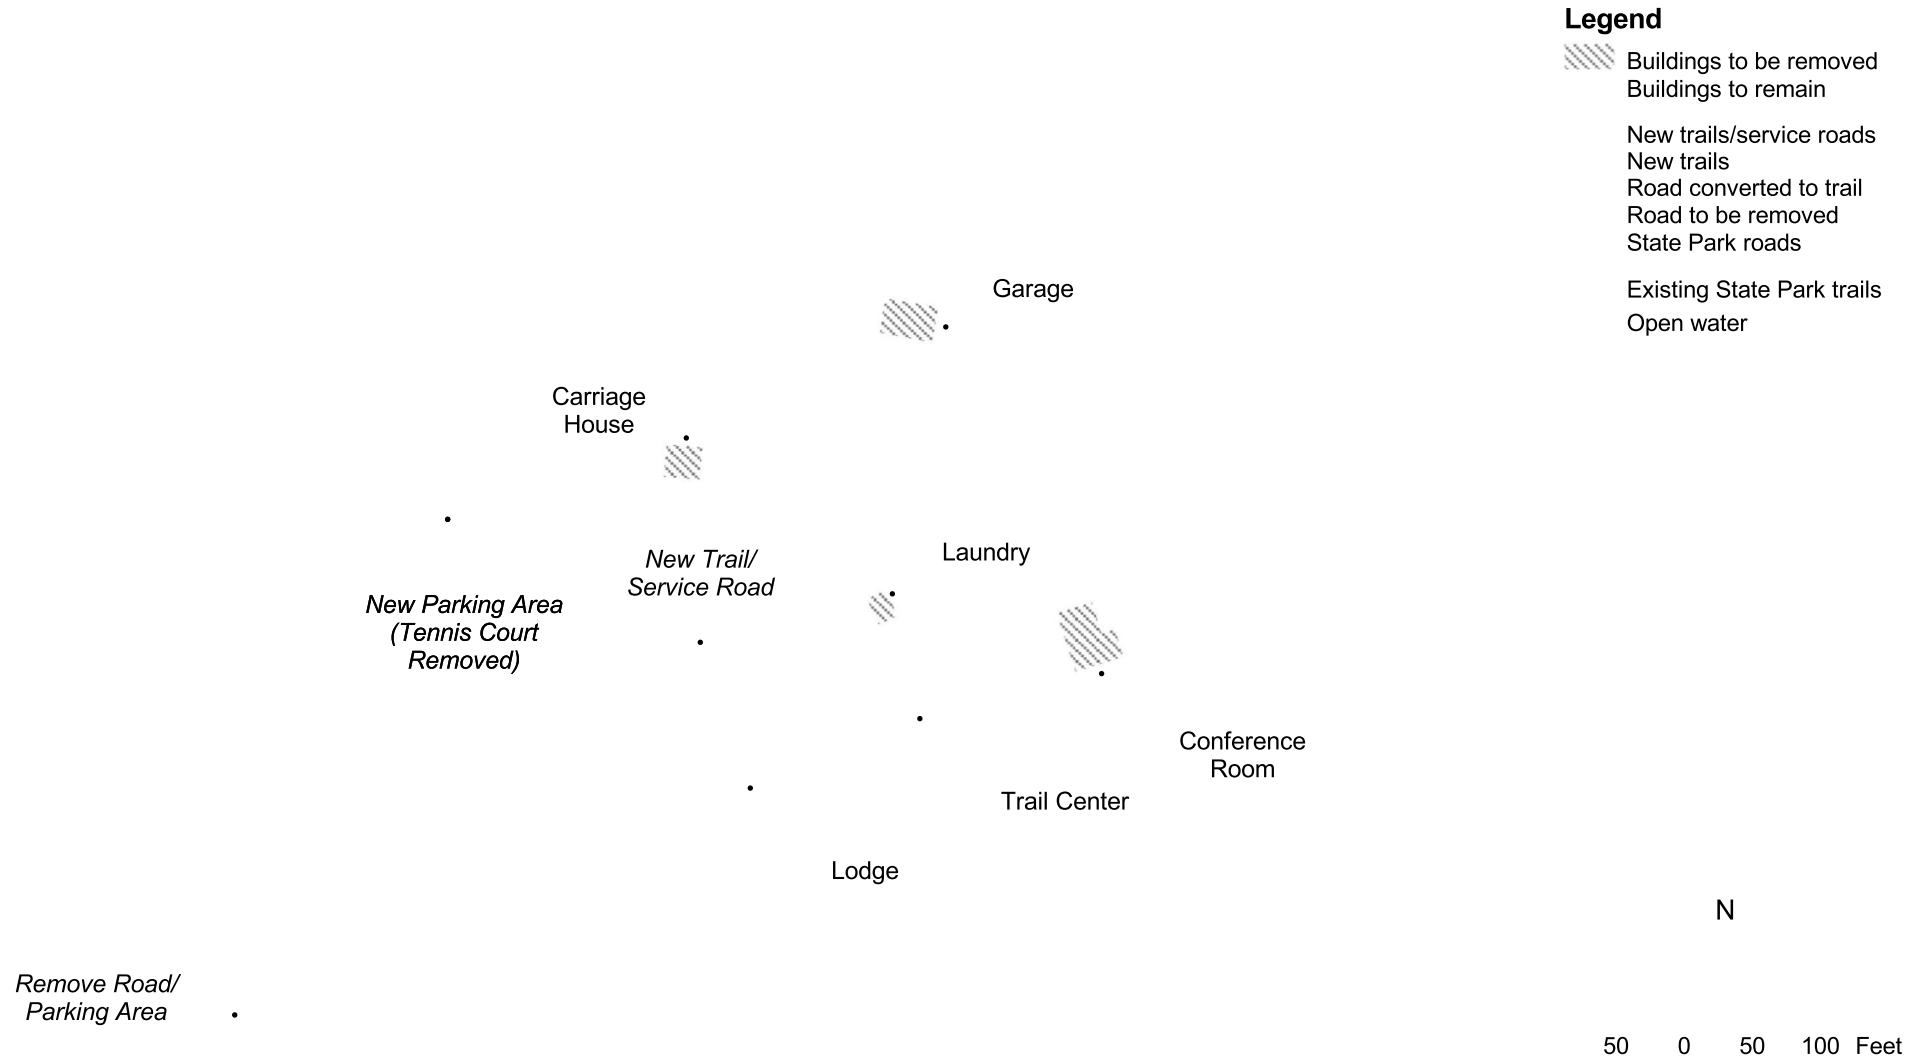 Legend
Buildings to be removed
Buildings to remain
New trails/service roads
New trails
Road converted to trail
Road to be removed
State Park roads
Existing State Park trails
Open water
Garage
Carriage
House
Laundry
New Trail/
Service Road
New Parking Area
(Tennis Court
Removed)
Conference
Room
Trail Center
Lodge
N
Remove Road/
Parking Area
50 0 50 100 Feet